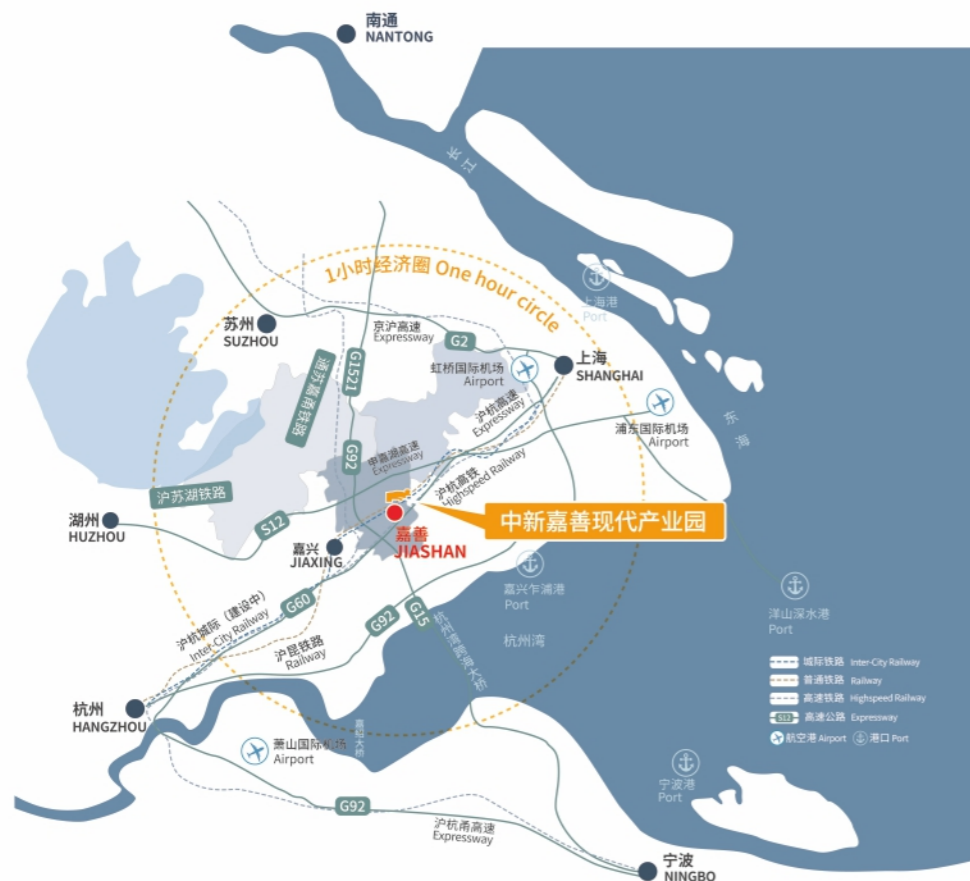 南通
NANTONG
长江
1小时经济圈 One hour circle
上海港
Port
苏州
SUZHOU
京沪高速
Expressway
G2
G1521
通苏嘉甬铁路
虹桥国际机场
Airport
上海
SHANGHAI
沪杭高速
Expressway
浦东国际机场
Airport
东海
G92
申嘉湖高速
Expressway
沪杭高铁
Highspeed Railway
沪苏湖铁路
湖州
HUZHOU
S12
中新嘉善现代产业园
嘉善
JIASHAN
嘉兴
JIAXING
嘉兴乍浦港
Port
洋山深水港
Port
沪杭城际（建设中）
Inter-City Railway
G60
G92
G15
杭州湾
沪昆铁路
Railway
杭州湾跨海大桥
城际铁路 Inter-City Railway
普通铁路 Railway
高速铁路 Highspeed Railway
S12 高速公路 Expressway
航空港 Airport 港口 Port
杭州
HANGZHOU
嘉绍大桥
萧山国际机场
Airport
宁波港
Port
G92
沪杭甬高速
Expressway
宁波
NINGBO